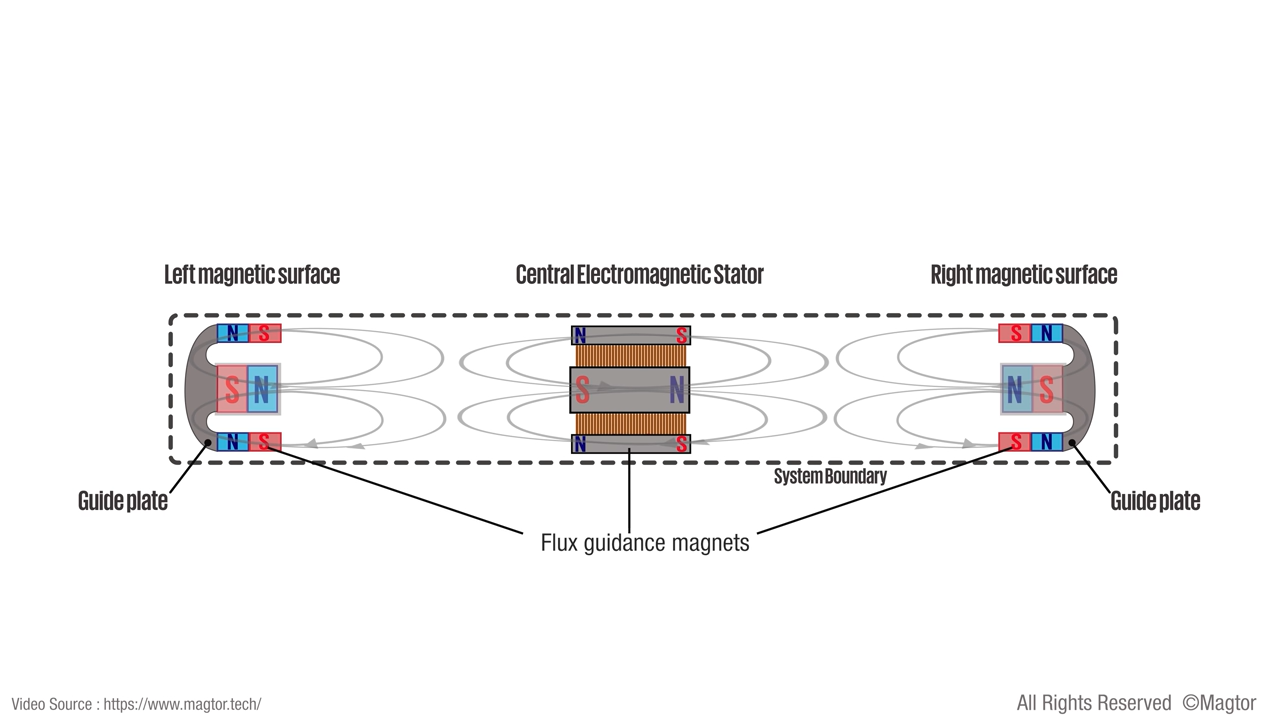 Left magnetic surface
Central Electromagnetic Stator
Right magnetic surface
N S
N S
S N
S N
S N
N S
N S
N S
S N
System Boundary
Guide plate
Guide plate
Flux guidance magnets
Video Source : https://www.magtor.tech/
All Rights Reserved ©Magtor